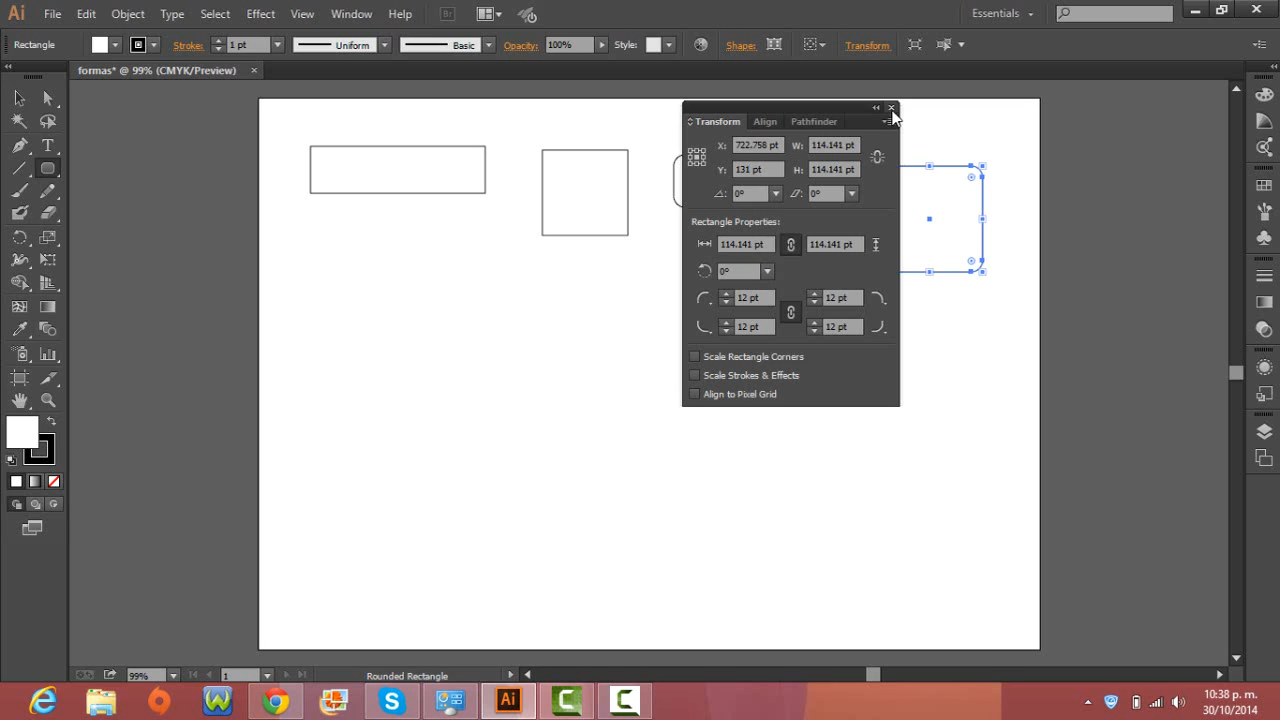 Ai File Edit Object Type Select Effect View Window Help Br Essentials
Rectangle Stroke: 1 pt Uniform Basic Opacity: 100% Style: Shape: Transform
formas* @ 99% (CMYK/Preview)
Transform Align Pathfinder
X: 722.758 pt W: 114.141 pt
Y: 131 pt H: 114.141 pt
0° 0°
Rectangle Properties:
114.141 pt 114.141 pt
0°
12 pt 12 pt
12 pt 12 pt
Scale Rectangle Corners
Scale Strokes & Effects
Align to Pixel Grid
99% 1 Rounded Rectangle
Ai
10:38 p. m.
30/10/2014